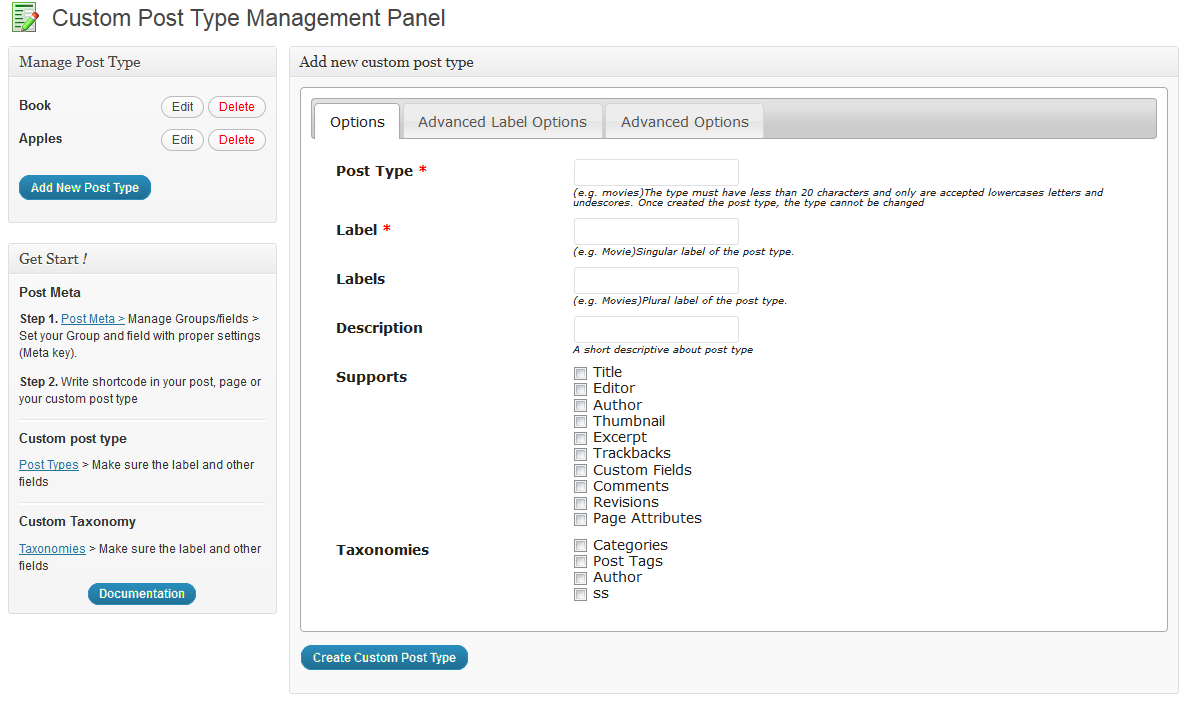 Custom Post Type Management Panel
Manage Post Type
Book Edit Delete
Apples Edit Delete
Add New Post Type
Get Start !
Post Meta
Step 1. Post Meta > Manage Groups/fields >
Set your Group and field with proper settings
(Meta key).
Step 2. Write shortcode in your post, page or
your custom post type
Custom post type
Post Types > Make sure the label and other
fields
Custom Taxonomy
Taxonomies > Make sure the label and other
fields
Documentation
Add new custom post type
Options Advanced Label Options Advanced Options
Post Type *
(e.g. movies)The type must have less than 20 characters and only are accepted lowercases letters and
undescores. Once created the post type, the type cannot be changed
Label *
(e.g. Movie)Singular label of the post type.
Labels
(e.g. Movies)Plural label of the post type.
Description
A short descriptive about post type
Supports
Title
Editor
Author
Thumbnail
Excerpt
Trackbacks
Custom Fields
Comments
Revisions
Page Attributes
Taxonomies
Categories
Post Tags
Author
ss
Create Custom Post Type